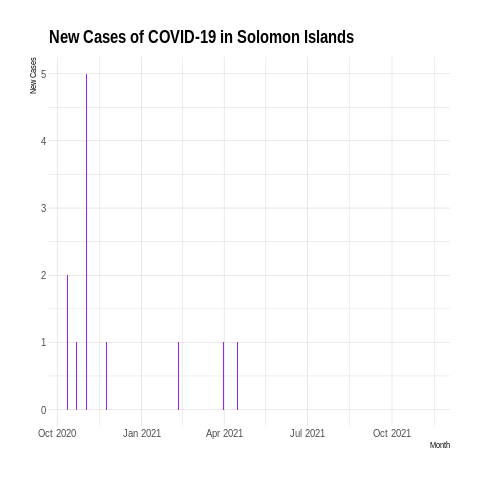 New Cases of COVID-19 in Solomon Islands
New Cases
5
4
3
2
1
0
Oct 2020 Jan 2021 Apr 2021 Jul 2021 Oct 2021
Month